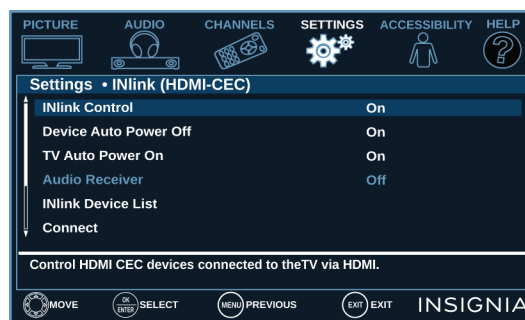 PICTURE AUDIO CHANNELS SETTINGS ACCESSIBILITY HELP
?
Settings • INlink (HDMI-CEC)
INlink Control On
Device Auto Power Off On
TV Auto Power On On
Audio Receiver Off
INlink Device List
Connect
Control HDMI CEC devices connected to theTV via HDMI.
MOVE OK ENTER SELECT MENU PREVIOUS EXIT EXIT INSIGNIA